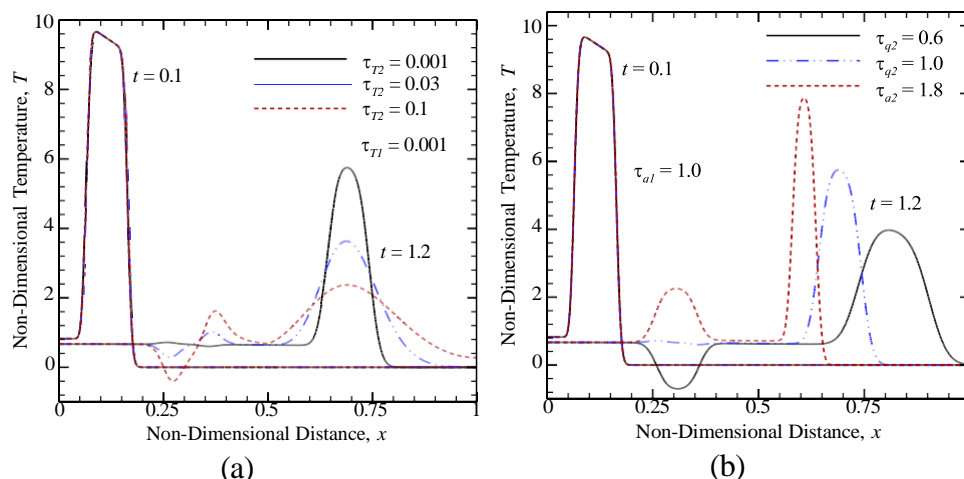 10
8
6
4
2
0
Non-Dimensional Temperature, T
t = 0.1
τT2 = 0.001
τT2 = 0.03
τT2 = 0.1
τT1 = 0.001
t = 1.2
0 0.25 0.5 0.75 1
Non-Dimensional Distance, x
(a)
10
8
6
4
2
0
Non-Dimensional Temperature, T
t = 0.1
τq2 = 0.6
τq2 = 1.0
τa2 = 1.8
τa1 = 1.0
t = 1.2
0 0.25 0.5 0.75
Non-Dimensional Distance, x
(b)